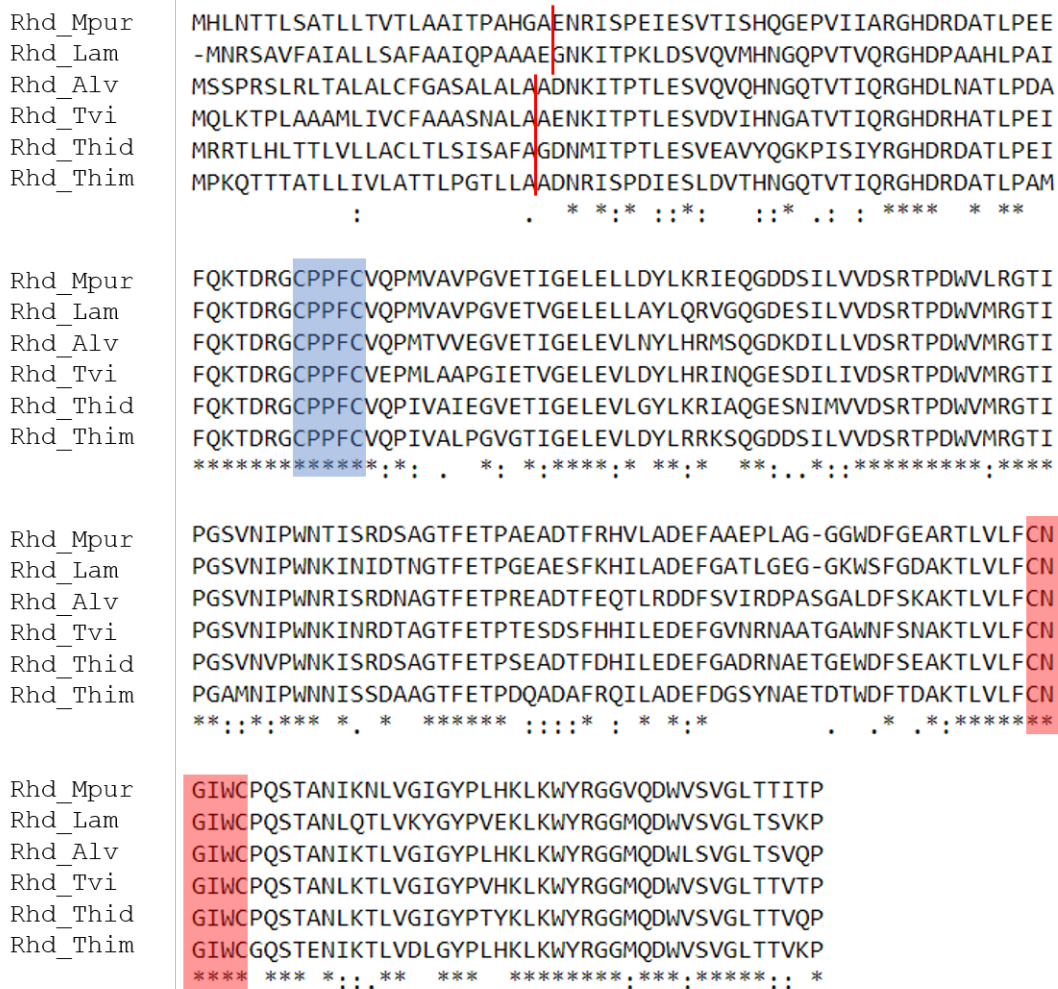 Rhd_Mpur MHLNTTLSATLLTVTLAAITPAHGAENRISPEIESVTISHQGEPVIIARGHDRDATLPEE
Rhd_Lam -MNRSAVFAIALLSAFAAIQPAAAEGNKITPKLDSVQVMHNGQPVTVQRGHDPAAHLPAI
Rhd_Alv MSSPRSLRLTALALCFGASALALAAADNKITPTLESVQVQHNGQTVTIQRGHDLNATLPDA
Rhd_Tvi MQLKTPLAAAMLIVCFAAASNALAAENKITPTLESVDVIHNGATVTIQRGHDRHATLPEI
Rhd_Thid MRRTLHLTTLVLLACLTLSISAFAGDNMITPTLESVEAVYQGKPISIYRGHDRDATLPEI
Rhd_Thim MPKQTTTATLLIVLATTLPGTLLAADNRISPDIESLDVTHNGQTVTIQRGHDRDATLPAM
: . * *:* ::*: ::* .: : **** * **
Rhd_Mpur FQKTDRGCPPFCVQPMVAVPGVETIGELELLDYLKRIEQGDDSILVVDSRTPDWVLRGTI
Rhd_Lam FQKTDRGCPPFCVQPMVAVPGVETVGELELLAYLQRVGQGDESILVVDSRTPDWVMRGTI
Rhd_Alv FQKTDRGCPPFCVQPMTVVEGVETIGELEVLNYLHRMSQGDKDILLVDSRTPDWVMRGTI
Rhd_Tvi FQKTDRGCPPFCVEPMLAAPGIETVGELEVLDYLHRINQGESDILIVDSRTPDWVMRGTI
Rhd_Thid FQKTDRGCPPFCVQPIVAIEGVETIGELEVLGYLKRIAQGESNIMVVDSRTPDWVMRGTI
Rhd_Thim FQKTDRGCPPFCVQPIVALPGVGTIGELEVLDYLRRKSQGDDSILVVDSRTPDWVMRGTI
*************:*: . *: *:****:* **:* **:..*::*********:****
Rhd_Mpur PGSVNIPWNTISRDSAGTFETPAEADTFRHVLADEFAAEPLAG-GGWDFGEARTLVLFCN
Rhd_Lam PGSVNIPWNKINIDTNGTFETPGEAESFKHILADEFGATLGEG-GKWSFGDAKTLVLFCN
Rhd_Alv PGSVNIPWNRISRDNAGTFETPREADTFEQTLRDDFSVIRDPASGALDFSKAKTLVLFCN
Rhd_Tvi PGSVNIPWNKINRDTAGTFETPTESDSFHHILEDEFGVNRNAATGAWNFSNAKTLVLFCN
Rhd_Thid PGSVNVPWNKISRDSAGTFETPSEADTFDHILEDEFGADRNAETGEWDFSEAKTLVLFCN
Rhd_Thim PGAMNIPWNNISSDAAGTFETPDQADAFRQILADEFDGSYNAETDTWDFTDAKTLVLFCN
**::*:*** *. * ****** ::::* : * *:* . .* .*:*******
Rhd_Mpur GIWCPQSTANIKNLVGIGYPLHKLKWYRGGVQDWVSVGLTTITP
Rhd_Lam GIWCPQSTANLQTLVKYGYPVEKLKWYRGGMQDWVSVGLTSVKP
Rhd_Alv GIWCPQSTANIKTLVGIGYPLHKLKWYRGGMQDWLSVGLTSVQP
Rhd_Tvi GIWCPQSTANLKTLVGIGYPVHKLKWYRGGMQDWVSVGLTTVTP
Rhd_Thid GIWCPQSTANLKTLVGIGYPTYKLKWYRGGMQDWVSVGLTTVQP
Rhd_Thim GIWCGQSTENIKTLVDLGYPLHKLKWYRGGMQDWVSVGLTTVKP
**** *** *::.** *** ********:***:*****:: *